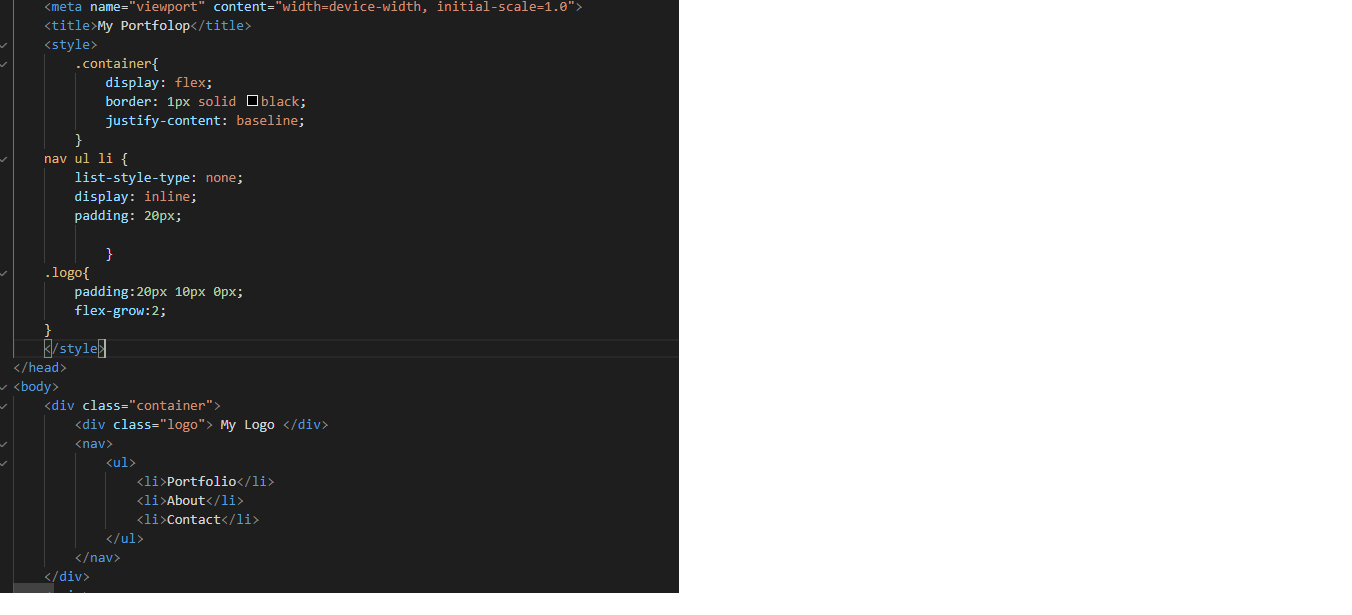 <meta name="viewport" content="width=device-width, initial-scale=1.0">
<title>My Portfolop</title>
<style>
.container{
display: flex;
border: 1px solid black;
justify-content: baseline;
}
nav ul li {
list-style-type: none;
display: inline;
padding: 20px;
}
.logo{
padding:20px 10px 0px;
flex-grow:2;
}
</style>
</head>
<body>
<div class="container">
<div class="logo"> My Logo </div>
<nav>
<ul>
<li>Portfolio</li>
<li>About</li>
<li>Contact</li>
</ul>
</nav>
</div>